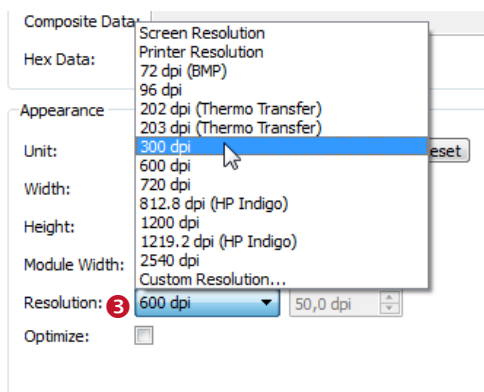 Composite Data:
Screen Resolution
Printer Resolution
Hex Data:
72 dpi (BMP)
96 dpi
Appearance
202 dpi (Thermo Transfer)
203 dpi (Thermo Transfer)
Unit:
300 dpi
eset
600 dpi
Width:
720 dpi
812.8 dpi (HP Indigo)
Height:
1200 dpi
1219.2 dpi (HP Indigo)
Module Width:
2540 dpi
Custom Resolution...
Resolution: 3 600 dpi 50,0 dpi
Optimize: